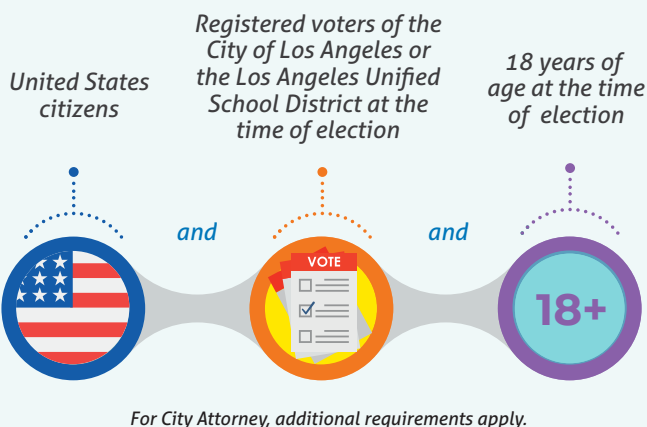 United States
citizens
Registered voters of the
City of Los Angeles or
the Los Angeles Unified
School District at the
time of election
18 years of
age at the time
of election
and
and
VOTE
18+
For City Attorney, additional requirements apply.